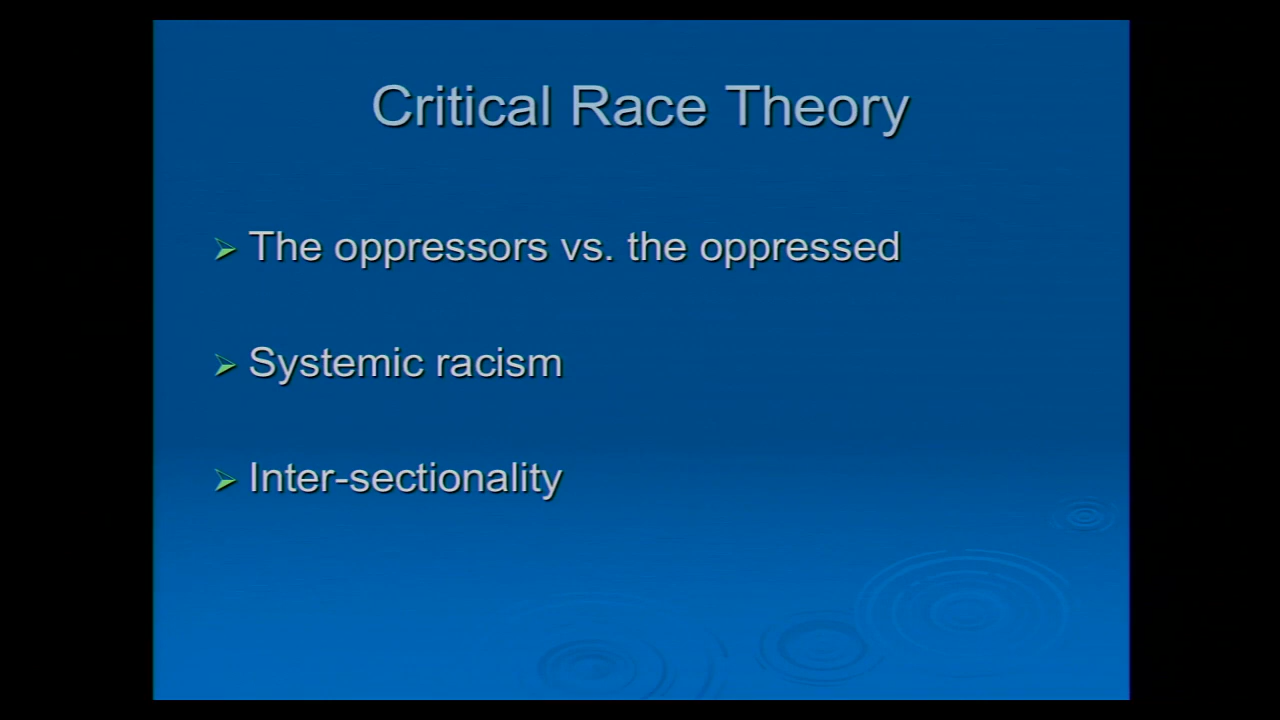 Critical Race Theory
The oppressors vs. the oppressed
Systemic racism
Inter-sectionality